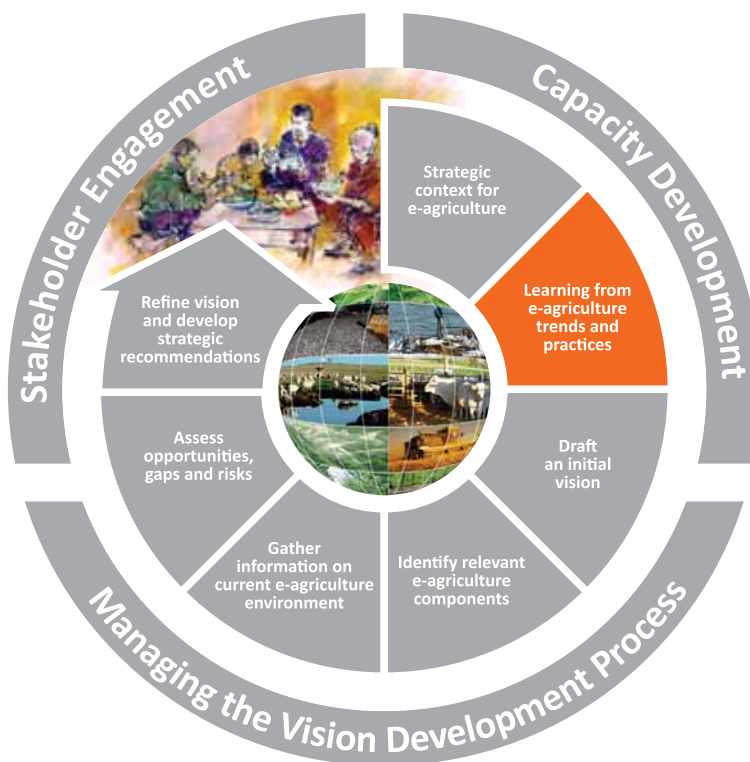 Stakeholder Engagement
Capacity Development
Strategic
context for
e-agriculture
Learning from
e-agriculture
trends and
practices
Draft
an initial
vision
Identify relevant
e-agriculture
components
Gather
information on
current e-agriculture
environment
Assess
opportunities,
gaps and risks
Refine vision
and develop
strategic
recommendations
Managing the Vision Development Process